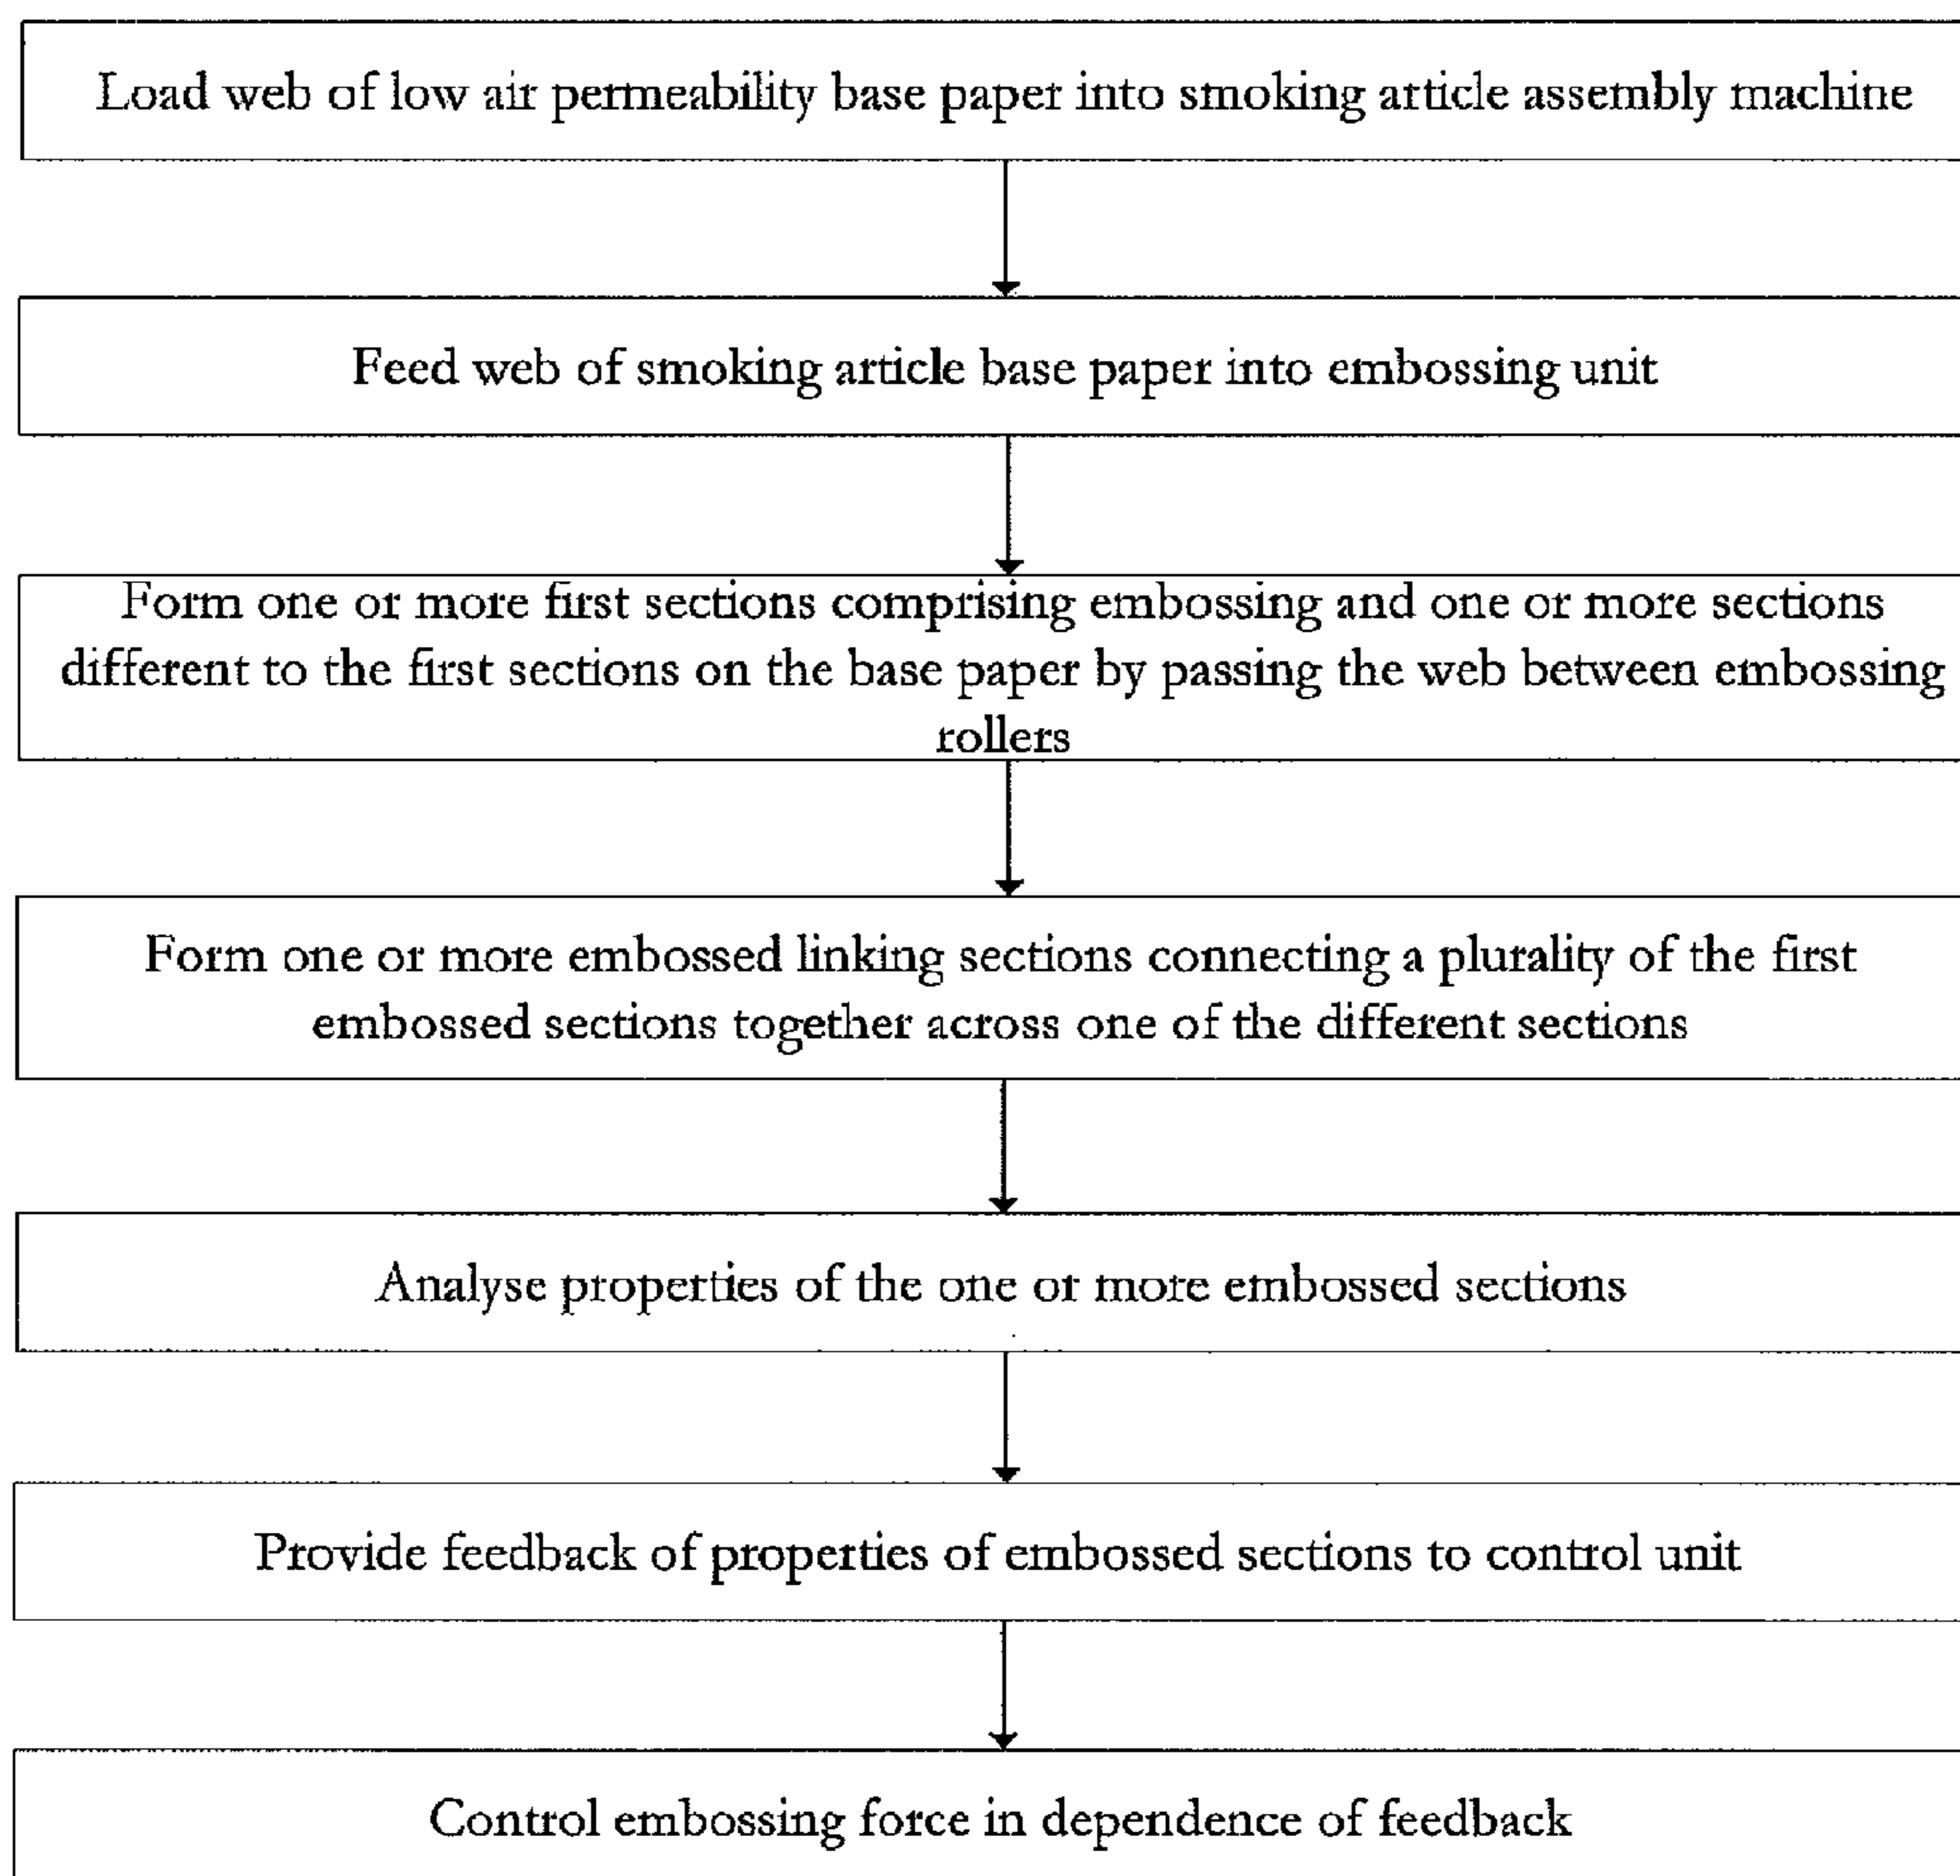 Load web of low air permeability base paper into smoking article assembly machine
Feed web of smoking article base paper into embossing unit
Form one or more first sections comprising embossing and one or more sections
different to the first sections on the base paper by passing the web between embossing
rollers
Form one or more embossed linking sections connecting a plurality of the first
embossed sections together across one of the different sections
Analyse properties of the one or more embossed sections
Provide feedback of properties of embossed sections to control unit
Control embossing force in dependence of feedback